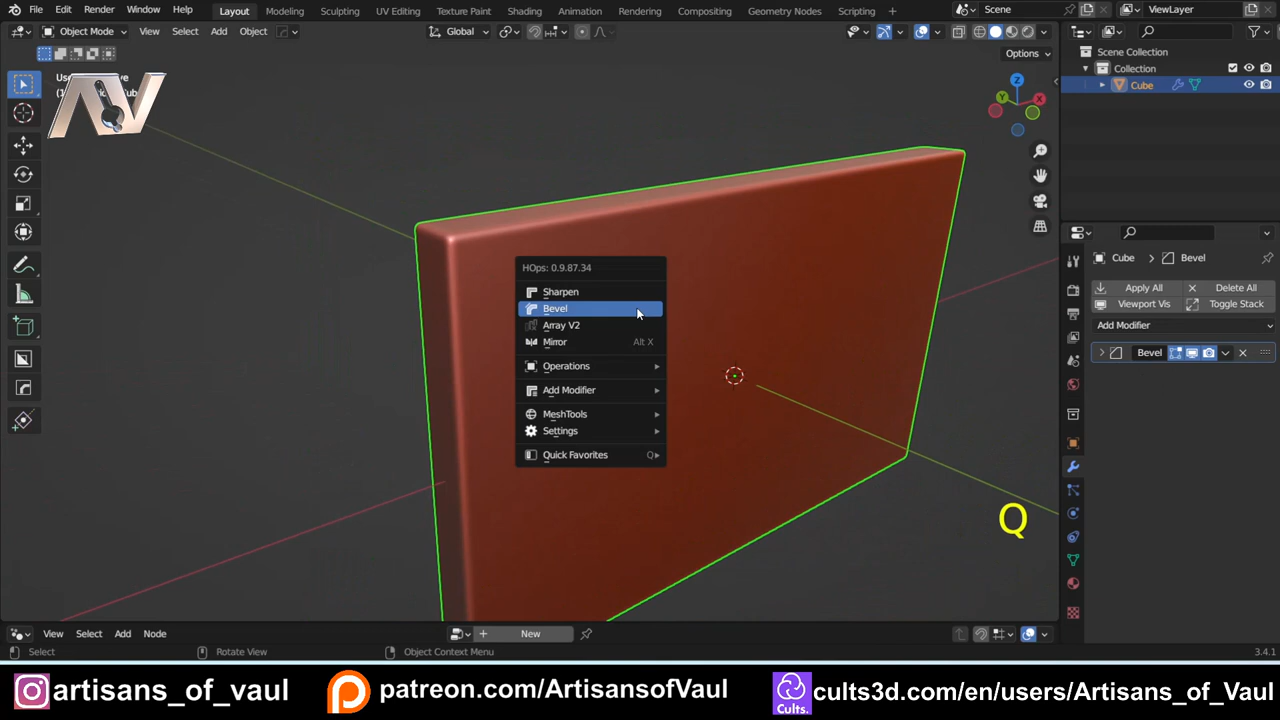 File Edit Render Window Help Layout Modeling Sculpting UV Editing Texture Paint Shading Animation Rendering Compositing Geometry Nodes Scripting + Scene ViewLayer
Object Mode View Select Add Object Global
Options
Scene Collection
Collection
Cube
AV
Z
Y
X
HOps: 0.9.87.34
Sharpen
Bevel
Array V2
Mirror Alt X
Operations
Add Modifier
MeshTools
Settings
Quick Favorites Q
Cube > Bevel
Apply All Delete All
Viewport Vis Toggle Stack
Add Modifier
Bevel
Q
View Select Add Node + New
Select Rotate View Object Context Menu 3.4.1
artisans_of_vaul patreon.com/ArtisansofVaul Cults. cults3d.com/en/users/Artisans_of_Vaul